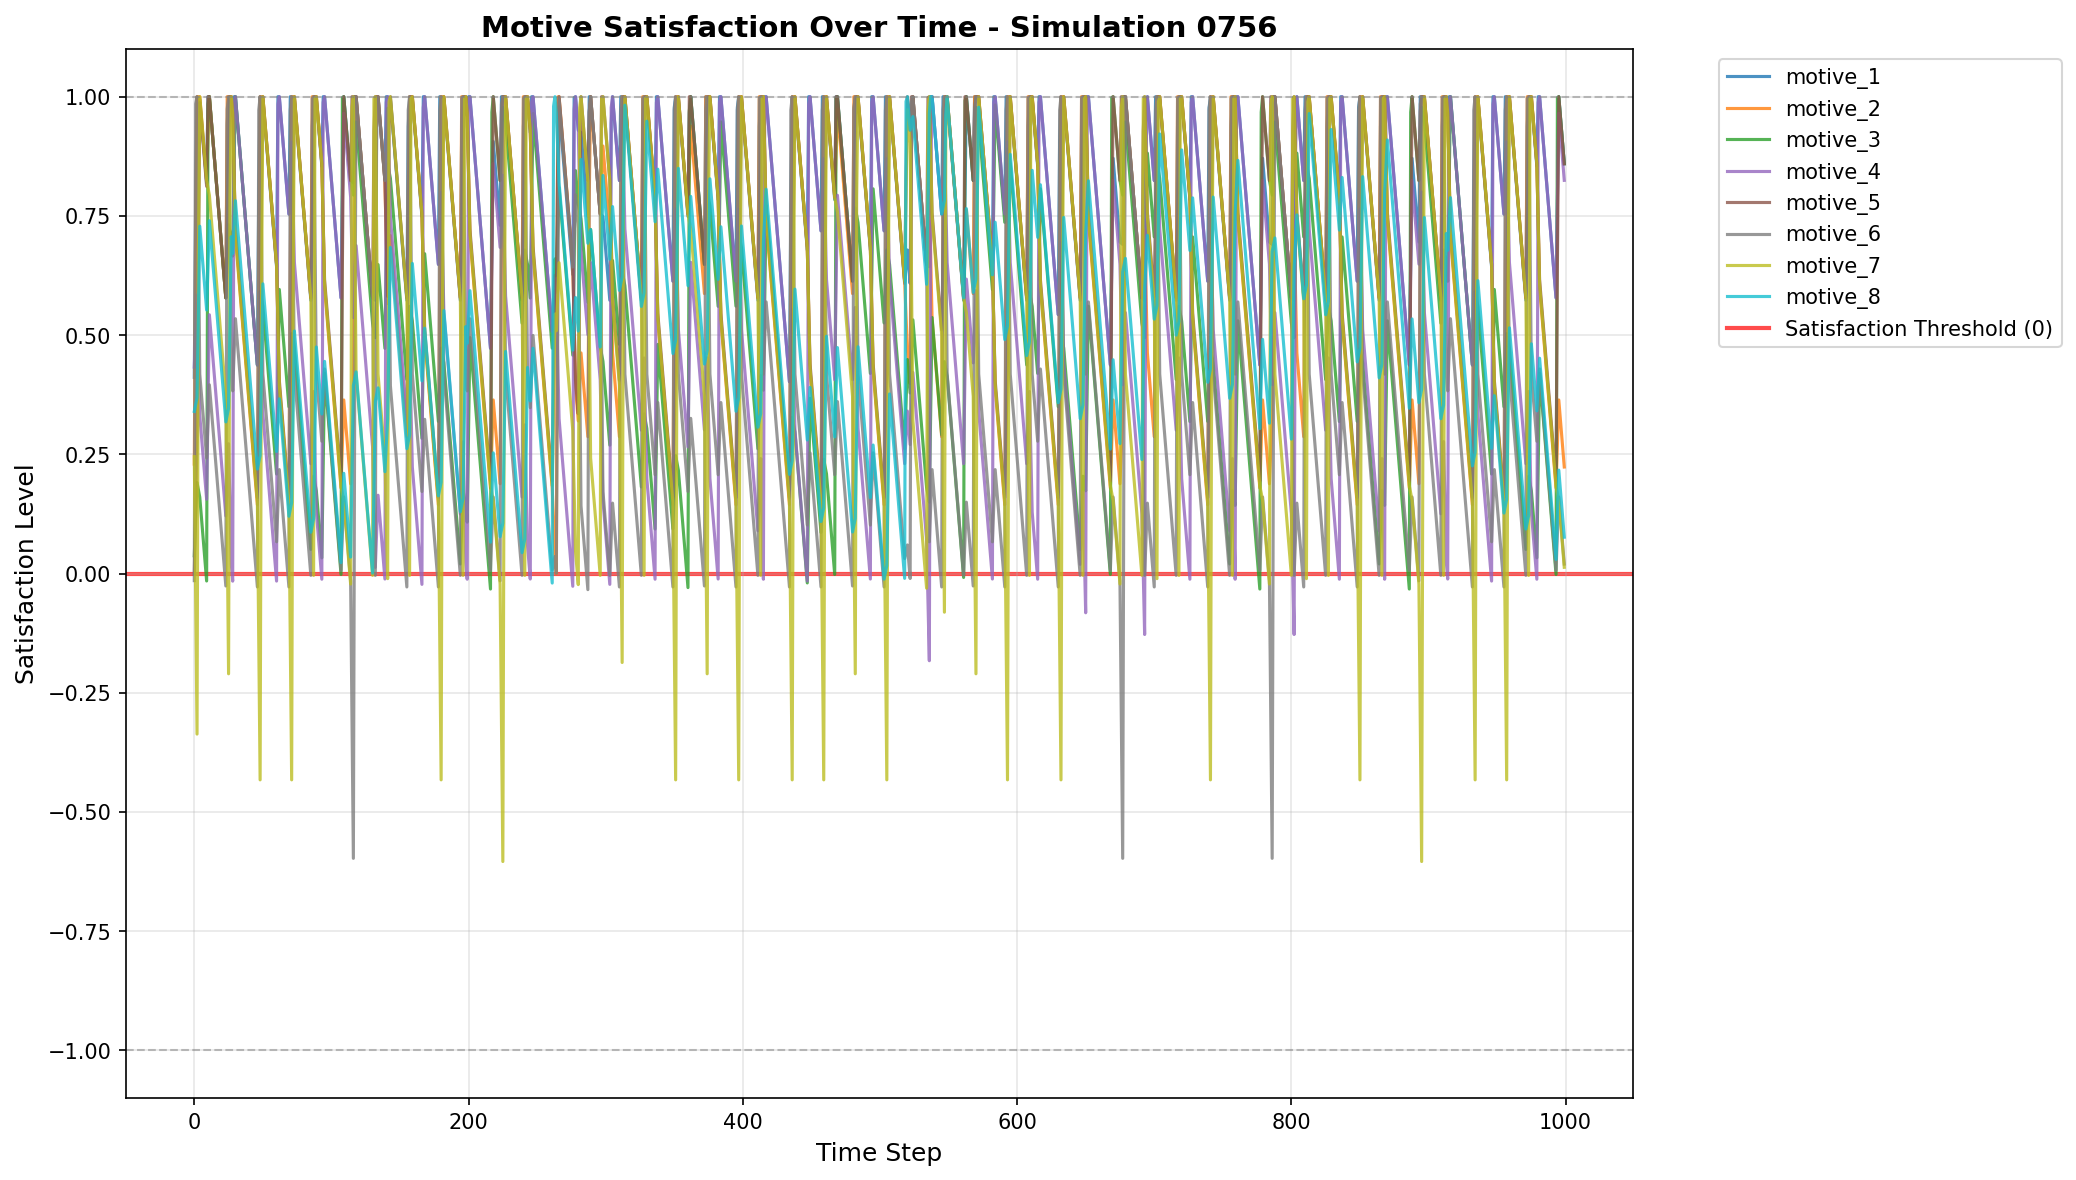 Motive Satisfaction Over Time - Simulation 0756
1.00
0.75
0.50
0.25
0.00
−0.25
−0.50
−0.75
−1.00
Satisfaction Level
0
200
400
600
800
1000
Time Step
motive_1
motive_2
motive_3
motive_4
motive_5
motive_6
motive_7
motive_8
Satisfaction Threshold (0)